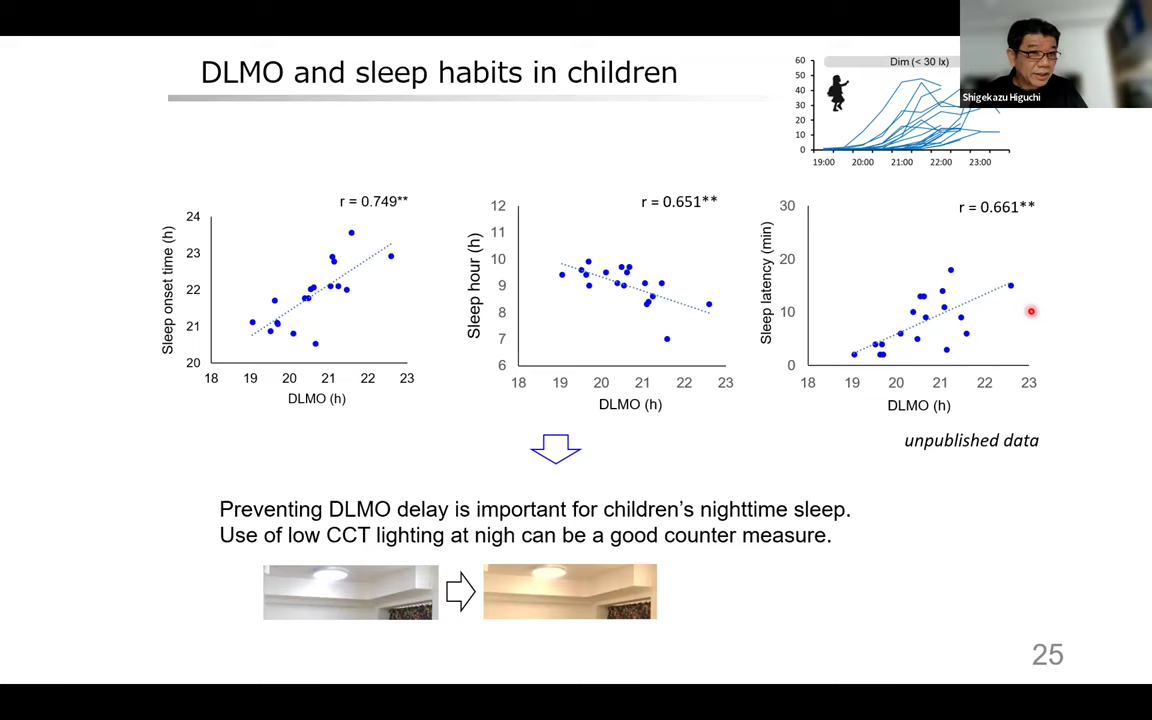 DLMO and sleep habits in children
Dim (< 30 lx)
60
50
40
30
20
10
0
19:00 20:00 21:00 22:00 23:00
Shigekazu Higuchi
r = 0.749**
24
23
22
21
20
Sleep onset time (h)
18 19 20 21 22 23
DLMO (h)
r = 0.651**
12
11
10
9
8
7
6
Sleep hour (h)
18 19 20 21 22 23
DLMO (h)
r = 0.661**
30
20
10
0
Sleep latency (min)
18 19 20 21 22 23
DLMO (h)
unpublished data
Preventing DLMO delay is important for children’s nighttime sleep.
Use of low CCT lighting at nigh can be a good counter measure.
25